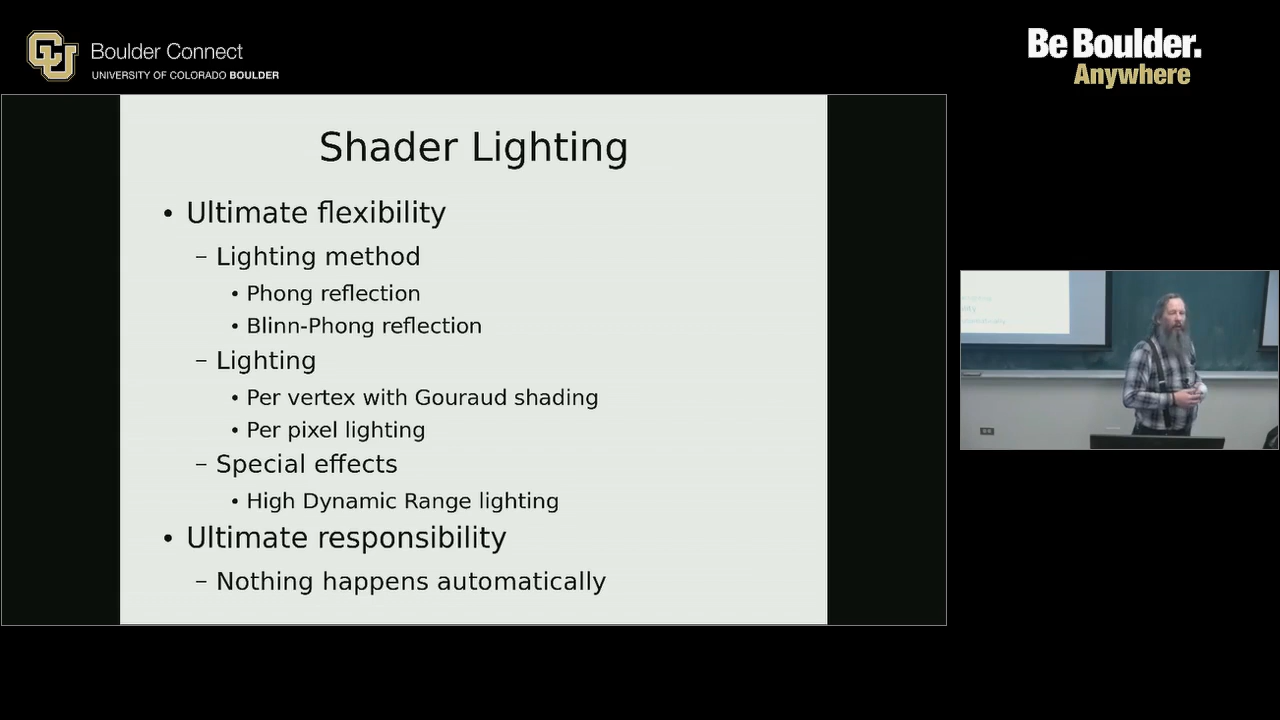 Boulder Connect
UNIVERSITY OF COLORADO BOULDER
Be Boulder.
Anywhere
Shader Lighting
• Ultimate flexibility
– Lighting method
• Phong reflection
• Blinn-Phong reflection
– Lighting
• Per vertex with Gouraud shading
• Per pixel lighting
– Special effects
• High Dynamic Range lighting
• Ultimate responsibility
– Nothing happens automatically